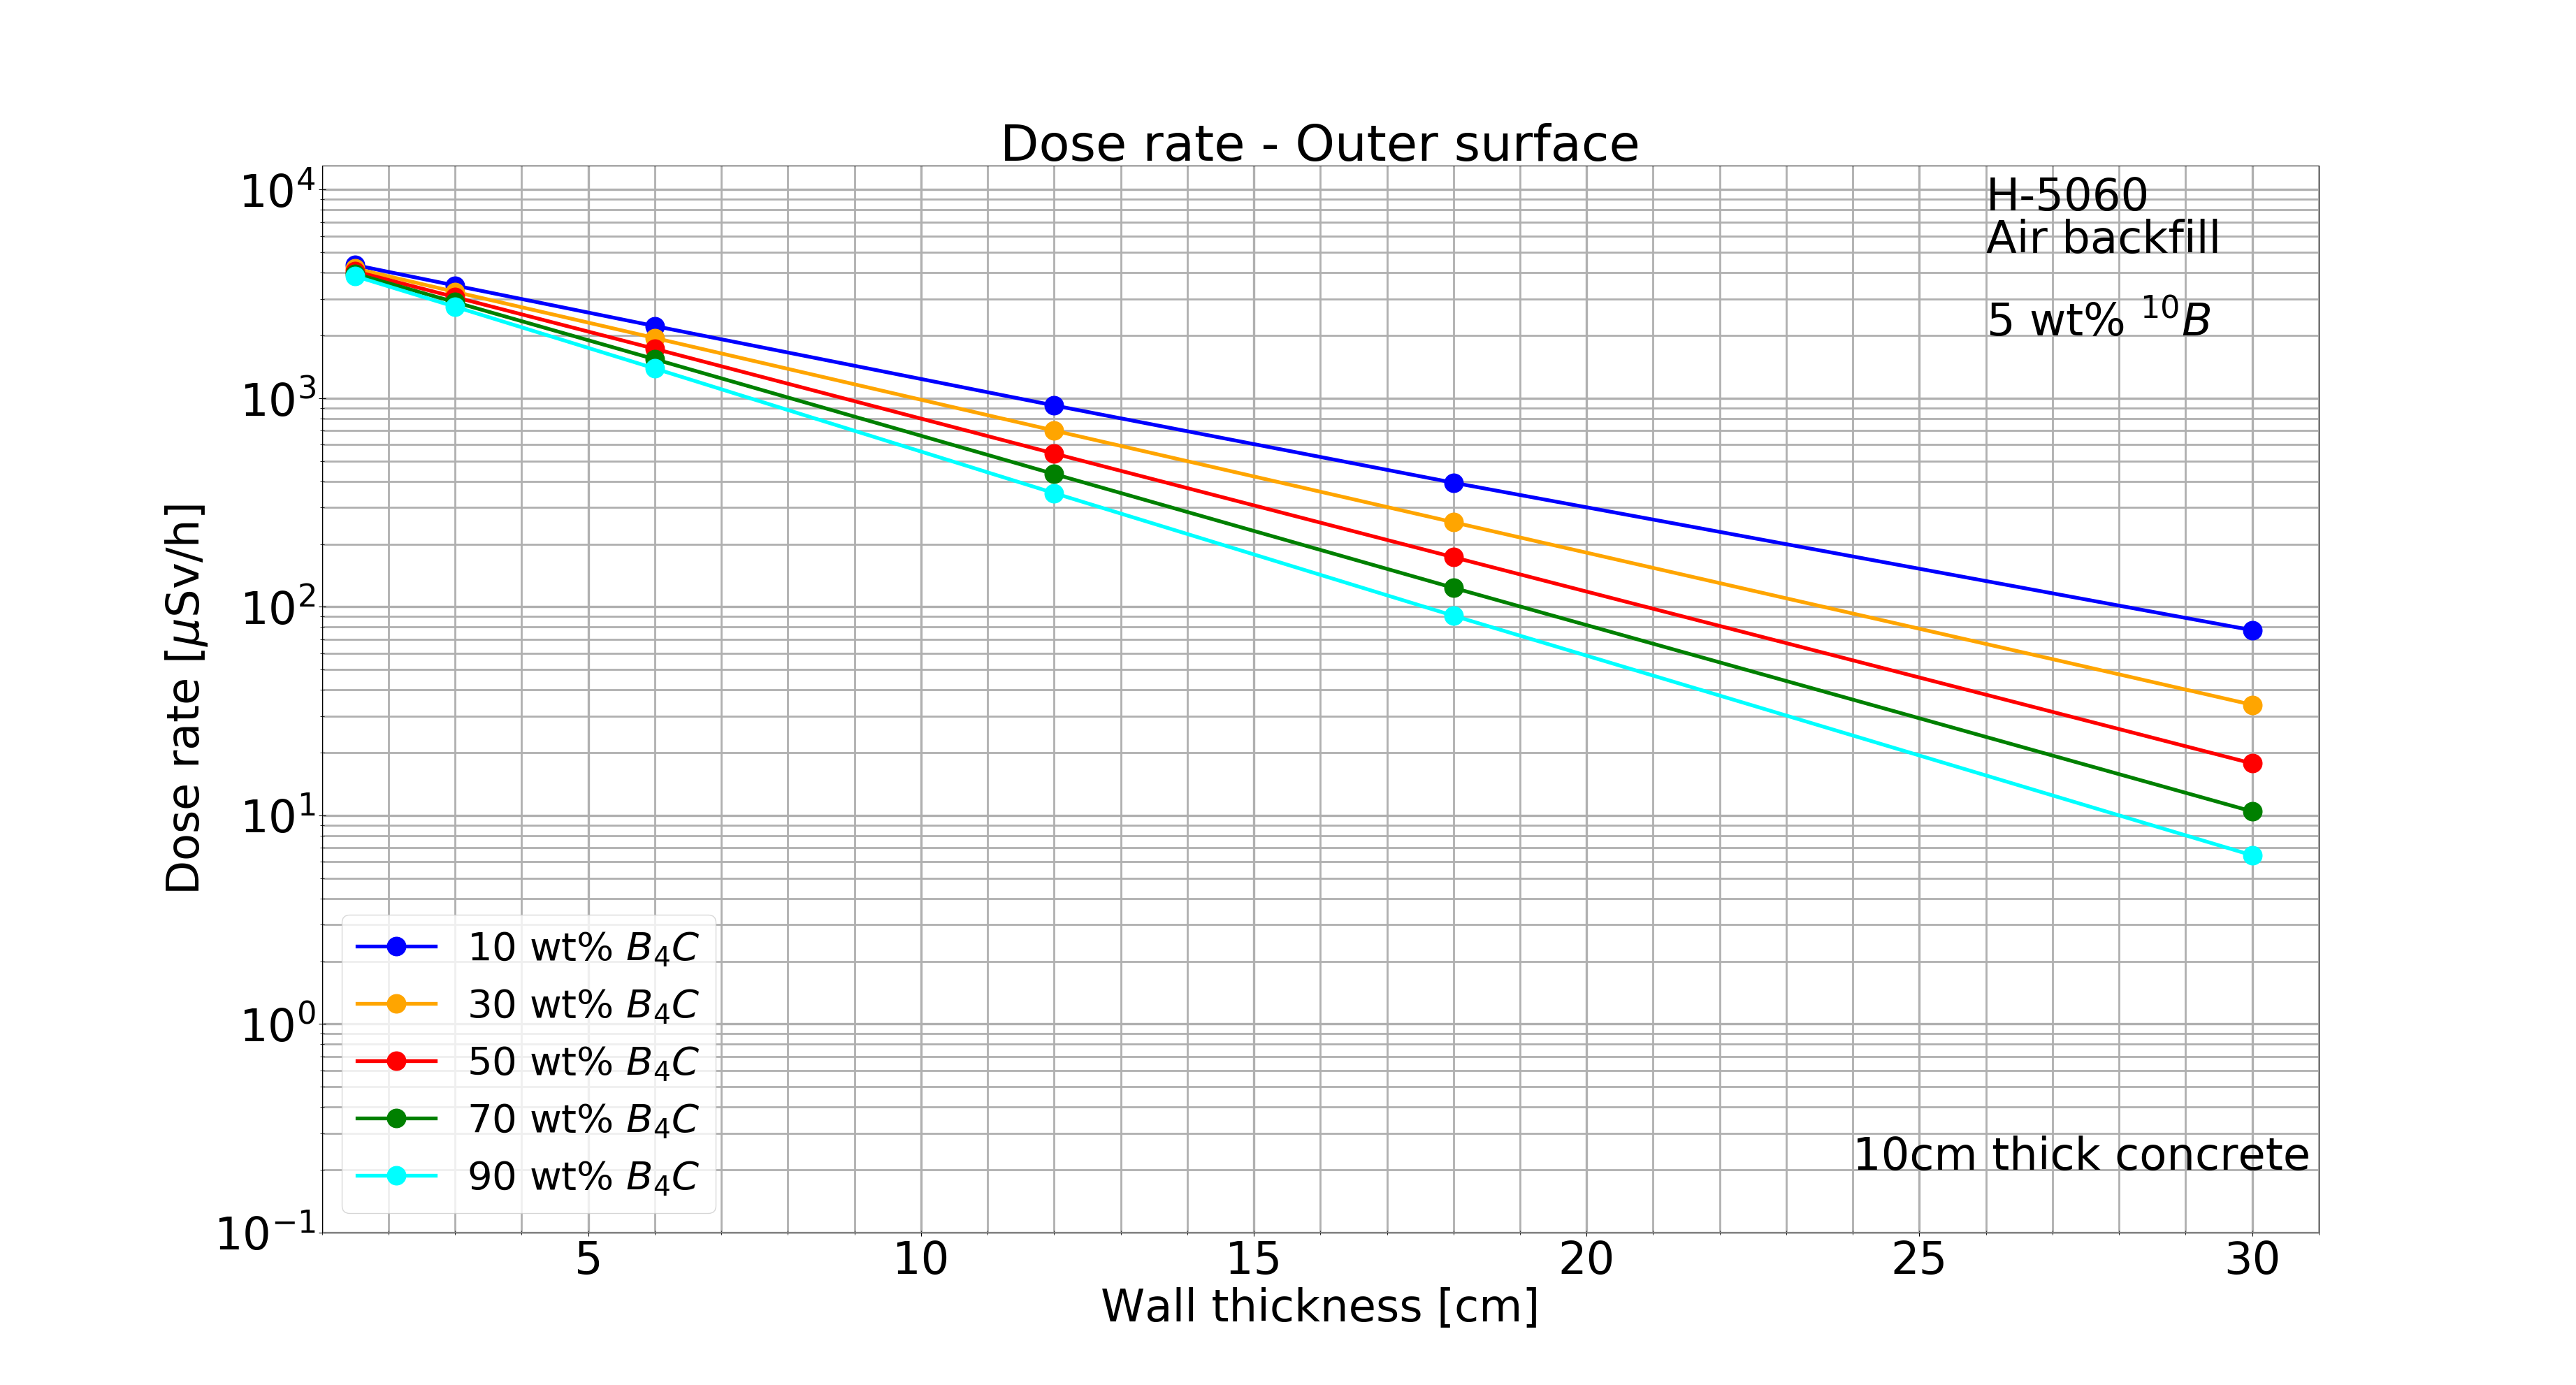 Dose rate - Outer surface
H-5060
Air backfill
5 wt% ¹⁰B
10cm thick concrete
Dose rate [μSv/h]
10⁴
10³
10²
10¹
10⁰
10⁻¹
10 wt% B₄C
30 wt% B₄C
50 wt% B₄C
70 wt% B₄C
90 wt% B₄C
5 10 15 20 25 30
Wall thickness [cm]